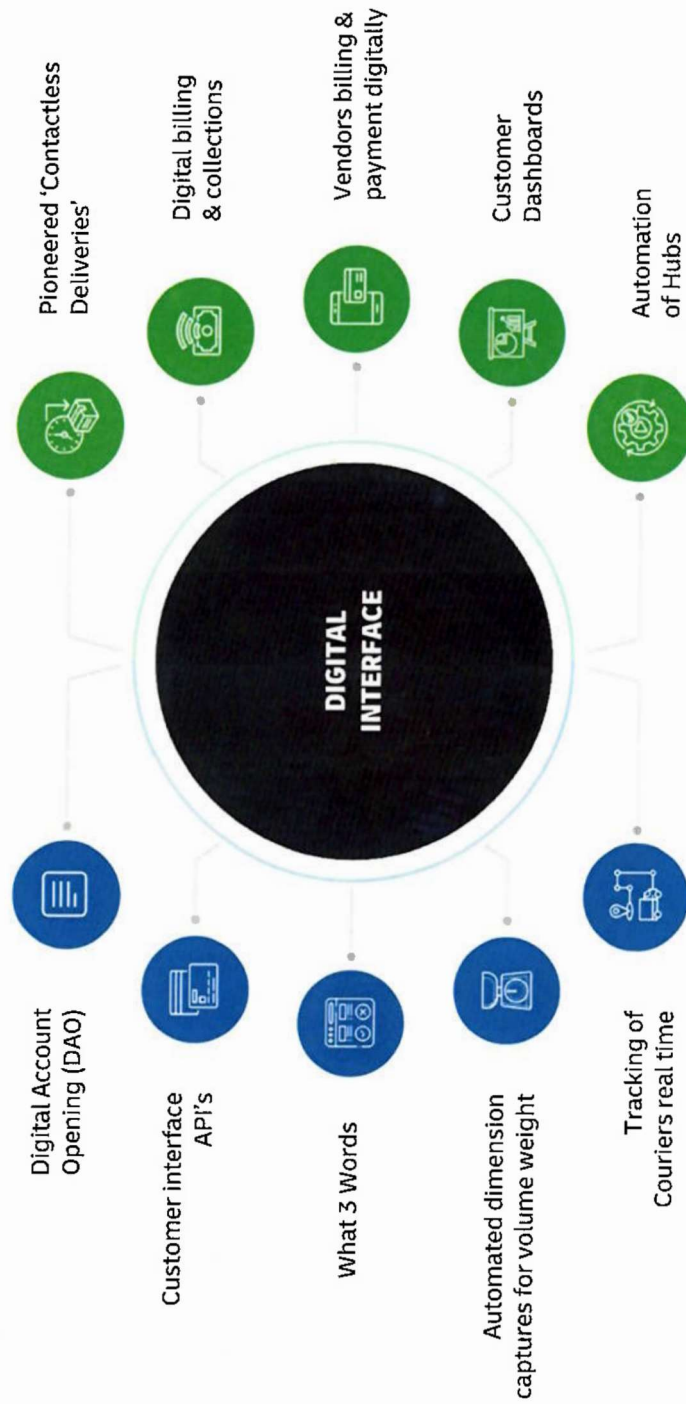 DIGITAL
INTERFACE
Digital Account
Opening (DAO)
Customer interface
API's
What 3 Words
Automated dimension
captures for volume weight
Tracking of
Couriers real time
Pioneered 'Contactless
Deliveries'
Digital billing
& collections
Vendors billing &
payment digitally
Customer
Dashboards
Automation
of Hubs